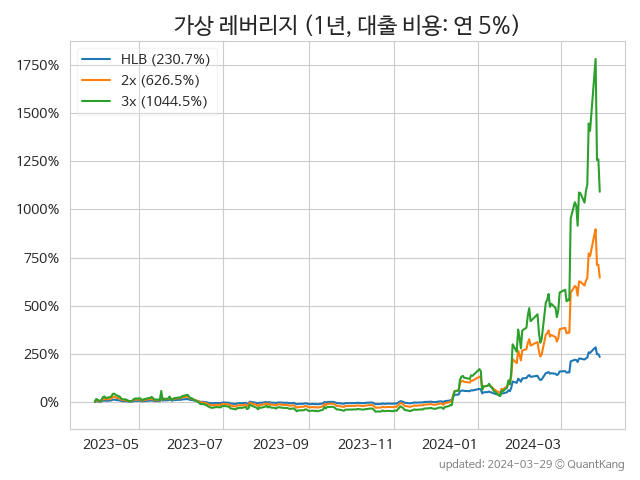 가상 레버리지 (1년, 대출 비용: 연 5%)
HLB (230.7%)
2x (626.5%)
3x (1044.5%)
1750%
1500%
1250%
1000%
750%
500%
250%
0%
2023-05 2023-07 2023-09 2023-11 2024-01 2024-03
updated: 2024-03-29 © QuantKang